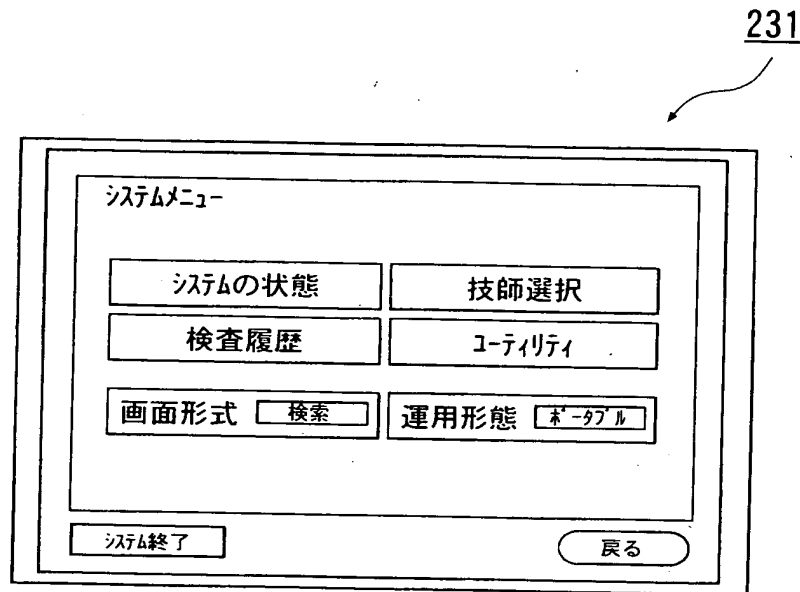 231
システムメニュー
システムの状態 技師選択
検査履歴 ユーティリティ
画面形式 検索 運用形態 ポータブル
システム終了 戻る